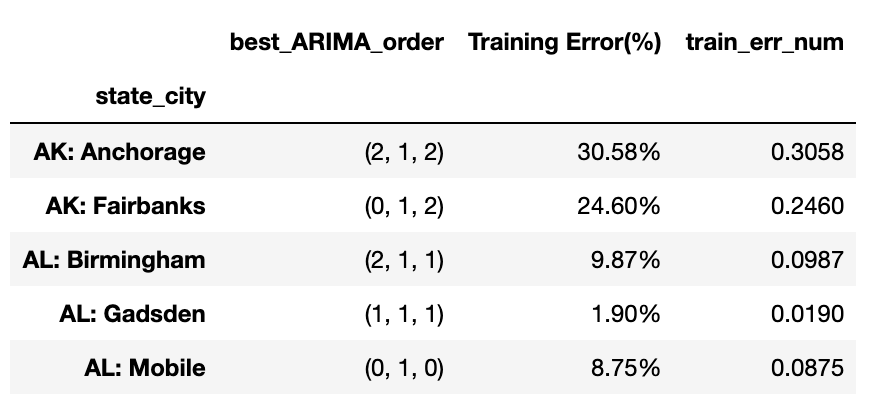 best_ARIMA_order Training Error(%) train_err_num
state_city
AK: Anchorage (2, 1, 2) 30.58% 0.3058
AK: Fairbanks (0, 1, 2) 24.60% 0.2460
AL: Birmingham (2, 1, 1) 9.87% 0.0987
AL: Gadsden (1, 1, 1) 1.90% 0.0190
AL: Mobile (0, 1, 0) 8.75% 0.0875